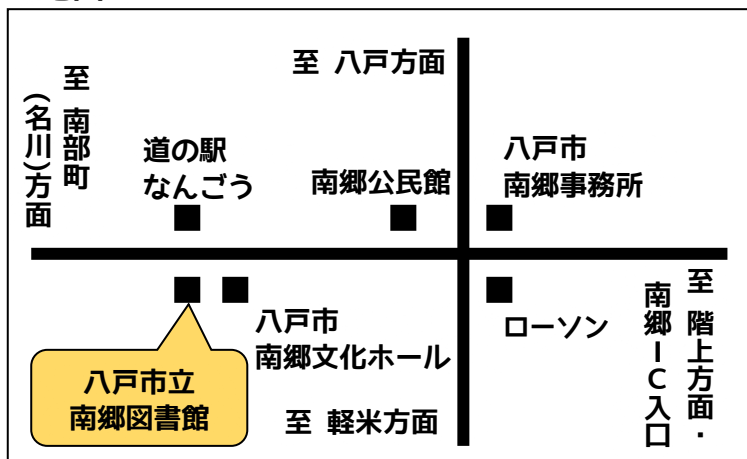 至 八戸方面
至 南部町
(名川)方面
道の駅
なんごう
南郷公民館
八戸市
南郷事務所
八戸市
南郷文化ホール
ローソン
至 階上方面・
南郷IC入口
八戸市立
南郷図書館
至 軽米方面